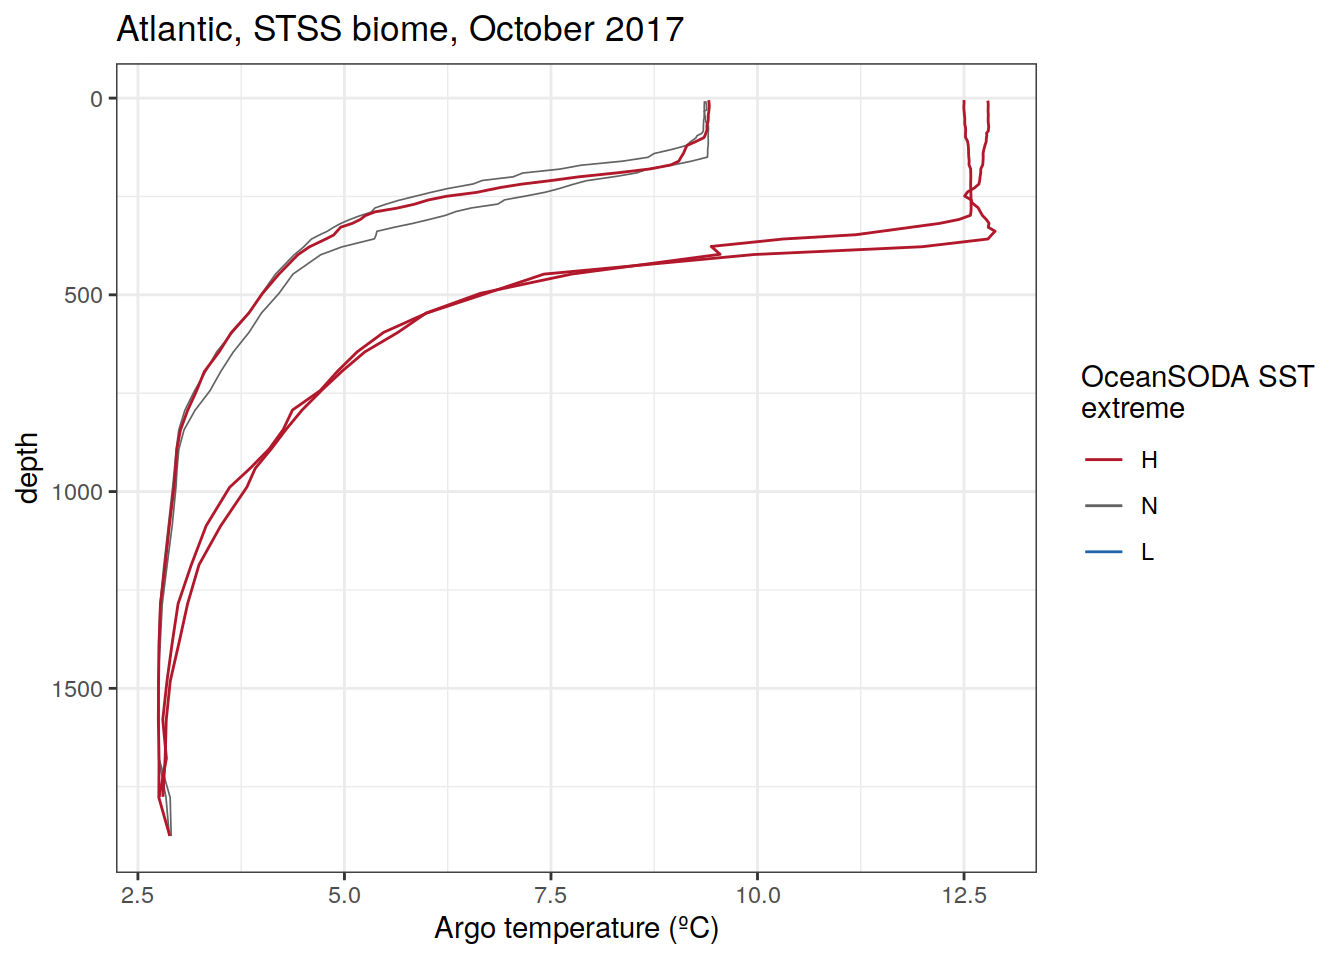 Atlantic, STSS biome, October 2017
0
500
1000
1500
depth
2.5
5.0
7.5
10.0
12.5
Argo temperature (ºC)
OceanSODA SST
extreme
H
N
L